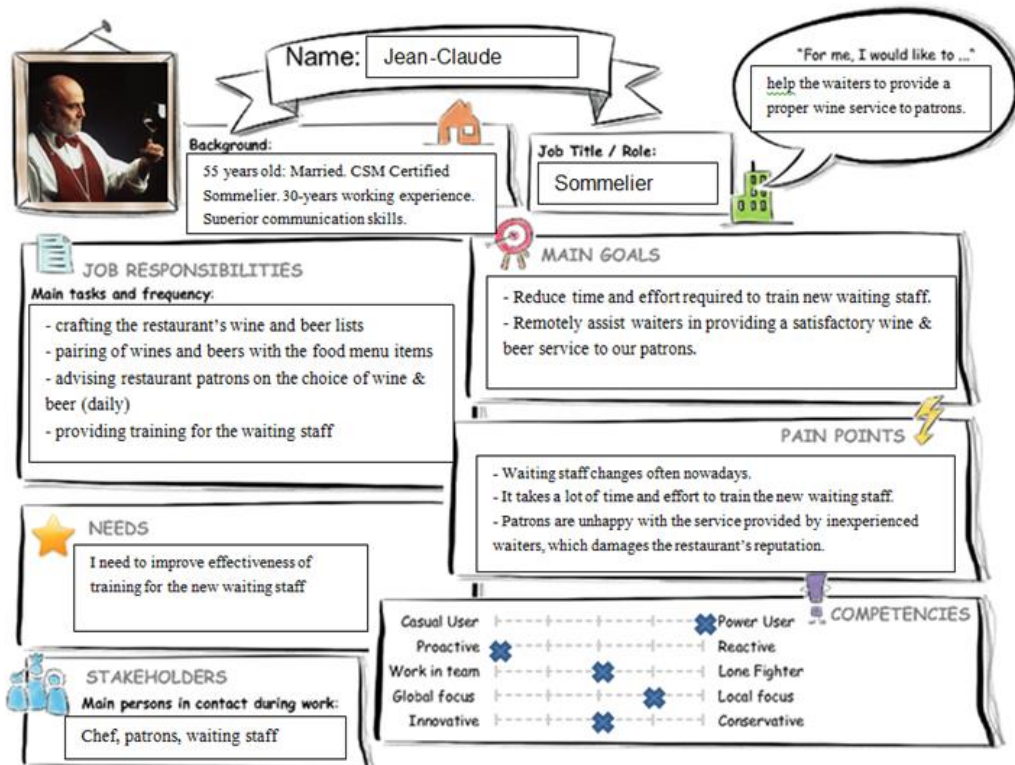 Name: Jean-Claude
"For me, I would like to ..."
help the waiters to provide a
proper wine service to patrons.
Background:
55 years old: Married. CSM Certified
Sommelier. 30-years working experience.
Superior communication skills.
Job Title / Role:
Sommelier
JOB RESPONSIBILITIES
Main tasks and frequency:
- crafting the restaurant's wine and beer lists
- pairing of wines and beers with the food menu items
- advising restaurant patrons on the choice of wine &
beer (daily)
- providing training for the waiting staff
MAIN GOALS
- Reduce time and effort required to train new waiting staff.
- Remotely assist waiters in providing a satisfactory wine &
beer service to our patrons.
PAIN POINTS
- Waiting staff changes often nowadays.
- It takes a lot of time and effort to train the new waiting staff.
- Patrons are unhappy with the service provided by inexperienced
waiters, which damages the restaurant's reputation.
NEEDS
I need to improve effectiveness of
training for the new waiting staff
COMPETENCIES
Casual User Power User
Proactive Reactive
Work in team Lone Fighter
Global focus Local focus
Innovative Conservative
STAKEHOLDERS
Main persons in contact during work:
Chef, patrons, waiting staff